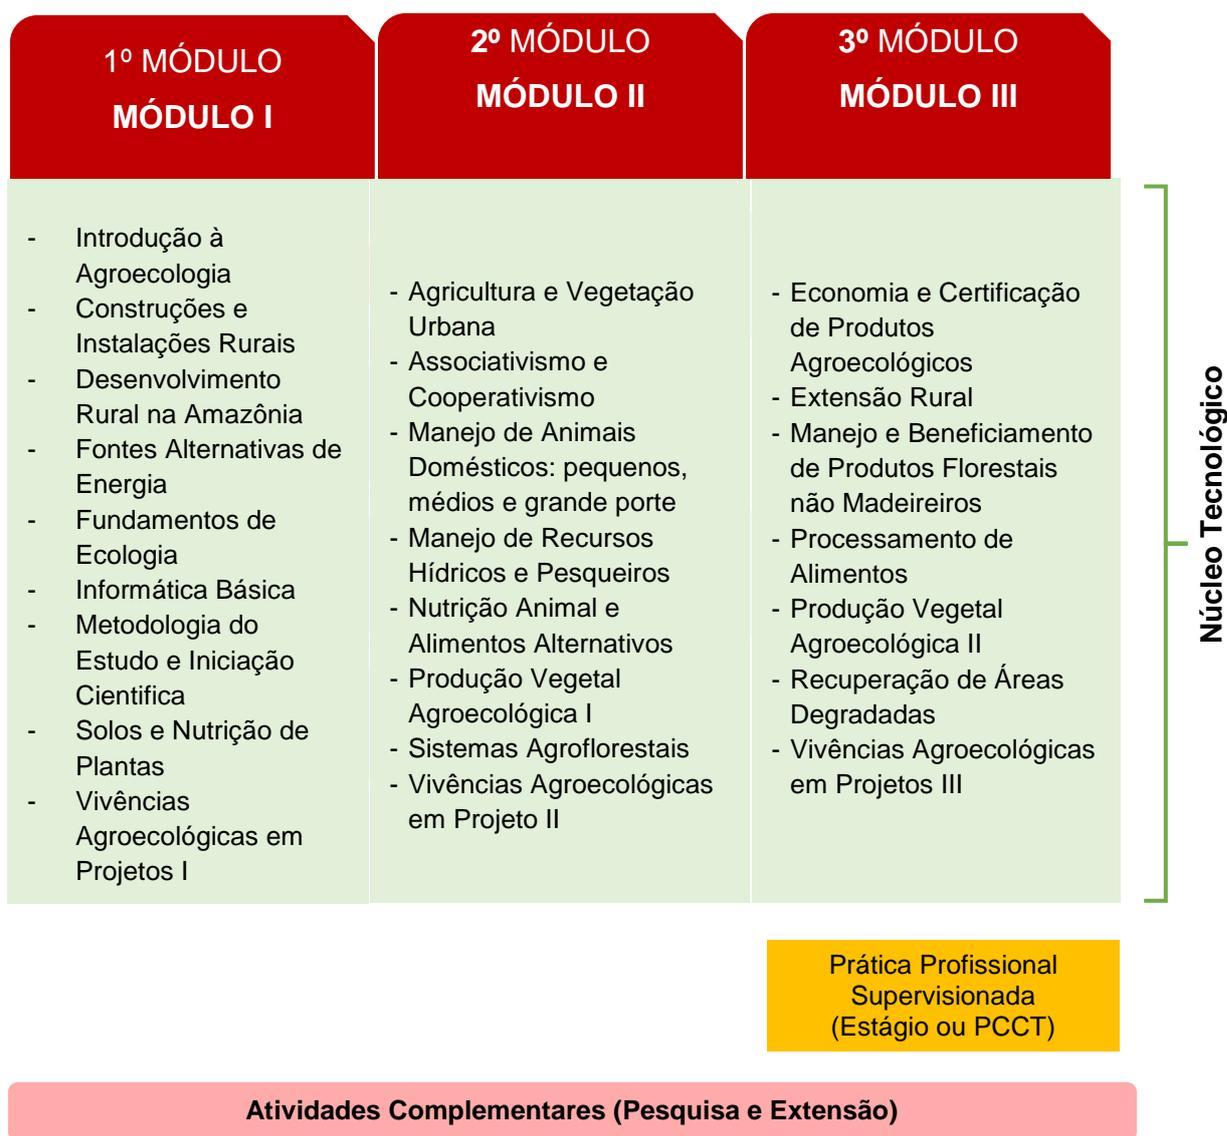 1º MÓDULO
MÓDULO I
2º MÓDULO
MÓDULO II
3º MÓDULO
MÓDULO III
- Introdução à
Agroecologia
- Construções e
Instalações Rurais
- Desenvolvimento
Rural na Amazônia
- Fontes Alternativas de
Energia
- Fundamentos de
Ecologia
- Informática Básica
- Metodologia do
Estudo e Iniciação
Cientifica
- Solos e Nutrição de
Plantas
- Vivências
Agroecológicas em
Projetos I
- Agricultura e Vegetação
Urbana
- Associativismo e
Cooperativismo
- Manejo de Animais
Domésticos: pequenos,
médios e grande porte
- Manejo de Recursos
Hídricos e Pesqueiros
- Nutrição Animal e
Alimentos Alternativos
- Produção Vegetal
Agroecológica I
- Sistemas Agroflorestais
- Vivências Agroecológicas
em Projeto II
- Economia e Certificação
de Produtos
Agroecológicos
- Extensão Rural
- Manejo e Beneficiamento
de Produtos Florestais
não Madeireiros
- Processamento de
Alimentos
- Produção Vegetal
Agroecológica II
- Recuperação de Áreas
Degradadas
- Vivências Agroecológicas
em Projetos III
Núcleo Tecnológico
Prática Profissional
Supervisionada
(Estágio ou PCCT)
Atividades Complementares (Pesquisa e Extensão)